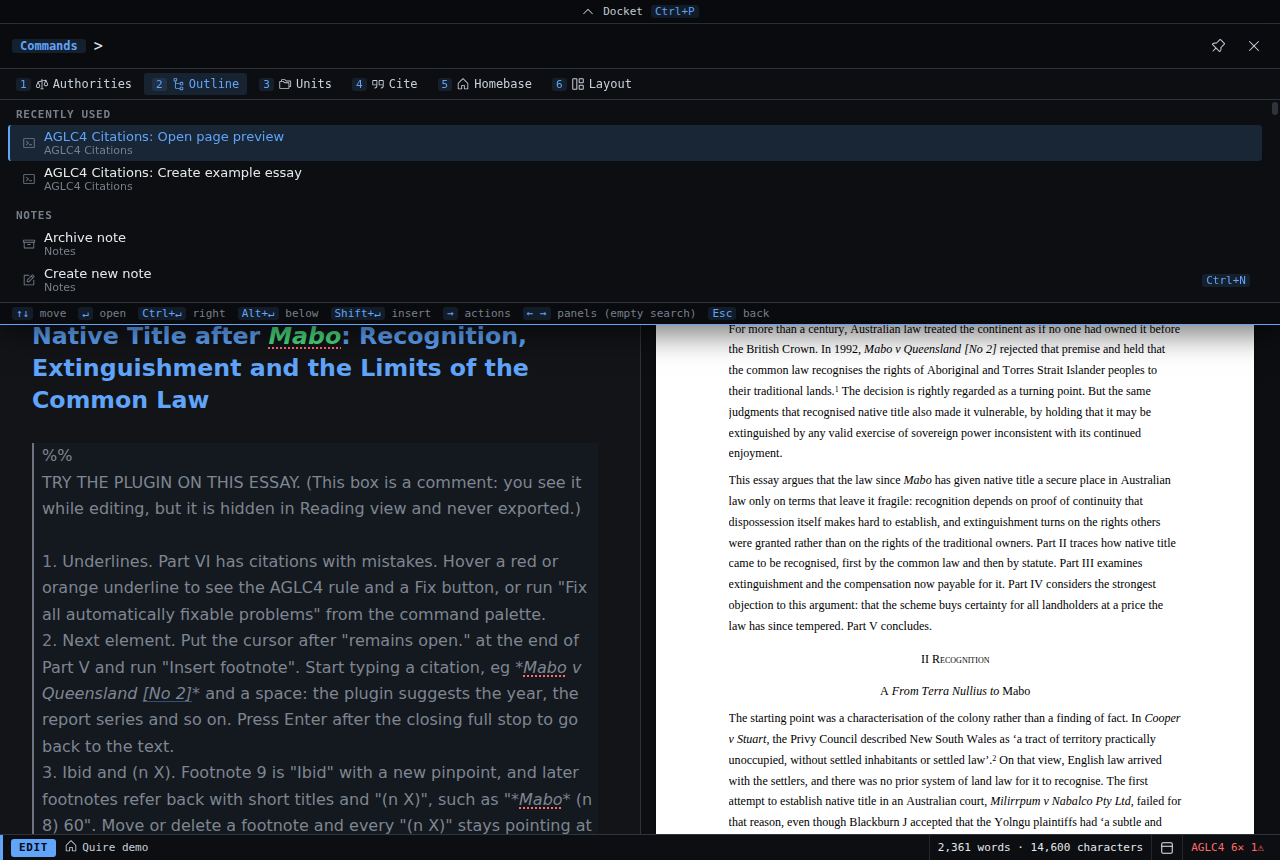 Docket Ctrl+P
Commands >
1 Authorities 2 Outline 3 Units 4 Cite 5 Homebase 6 Layout
RECENTLY USED
AGLC4 Citations: Open page preview
AGLC4 Citations
AGLC4 Citations: Create example essay
AGLC4 Citations
NOTES
Archive note
Notes
Create new note
Notes
Ctrl+N
↑↓ move ↵ open Ctrl+↵ right Alt+↵ below Shift+↵ insert → actions ← → panels (empty search) Esc back
Native Title after Mabo: Recognition,
Extinguishment and the Limits of the
Common Law
%%
TRY THE PLUGIN ON THIS ESSAY. (This box is a comment: you see it
while editing, but it is hidden in Reading view and never exported.)
1. Underlines. Part VI has citations with mistakes. Hover a red or
orange underline to see the AGLC4 rule and a Fix button, or run "Fix
all automatically fixable problems" from the command palette.
2. Next element. Put the cursor after "remains open." at the end of
Part V and run "Insert footnote". Start typing a citation, eg *Mabo v
Queensland [No 2]* and a space: the plugin suggests the year, the
report series and so on. Press Enter after the closing full stop to go
back to the text.
3. Ibid and (n X). Footnote 9 is "Ibid" with a new pinpoint, and later
footnotes refer back with short titles and "(n X)", such as "*Mabo* (n
8) 60". Move or delete a footnote and every "(n X)" stays pointing at
For more than a century, Australian law treated the continent as if no one had owned it before
the British Crown. In 1992, Mabo v Queensland [No 2] rejected that premise and held that
the common law recognises the rights of Aboriginal and Torres Strait Islander peoples to
their traditional lands.¹ The decision is rightly regarded as a turning point. But the same
judgments that recognised native title also made it vulnerable, by holding that it may be
extinguished by any valid exercise of sovereign power inconsistent with its continued
enjoyment.
This essay argues that the law since Mabo has given native title a secure place in Australian
law only on terms that leave it fragile: recognition depends on proof of continuity that
dispossession itself makes hard to establish, and extinguishment turns on the rights others
were granted rather than on the rights of the traditional owners. Part II traces how native title
came to be recognised, first by the common law and then by statute. Part III examines
extinguishment and the compensation now payable for it. Part IV considers the strongest
objection to this argument: that the scheme buys certainty for all landholders at a price the
law has since tempered. Part V concludes.
II Recognition
A From Terra Nullius to Mabo
The starting point was a characterisation of the colony rather than a finding of fact. In Cooper
v Stuart, the Privy Council described New South Wales as ‘a tract of territory practically
unoccupied, without settled inhabitants or settled law’.² On that view, English law arrived
with the settlers, and there was no prior system of land law for it to recognise. The first
attempt to establish native title in an Australian court, Milirrpum v Nabalco Pty Ltd, failed for
that reason, even though Blackburn J accepted that the Yolngu plaintiffs had ‘a subtle and
EDIT Quire demo 2,361 words · 14,600 characters AGLC4 6× 1⚠